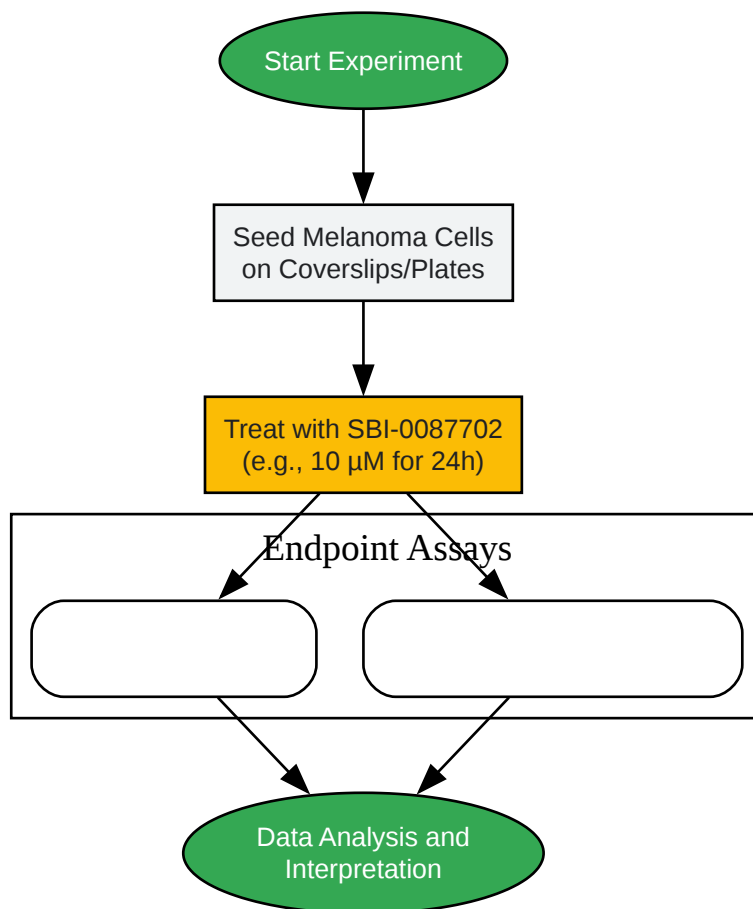 Start Experiment
Seed Melanoma Cells
on Coverslips/Plates
Treat with SBI-0087702
(e.g., 10 µM for 24h)
Endpoint Assays
Data Analysis and
Interpretation